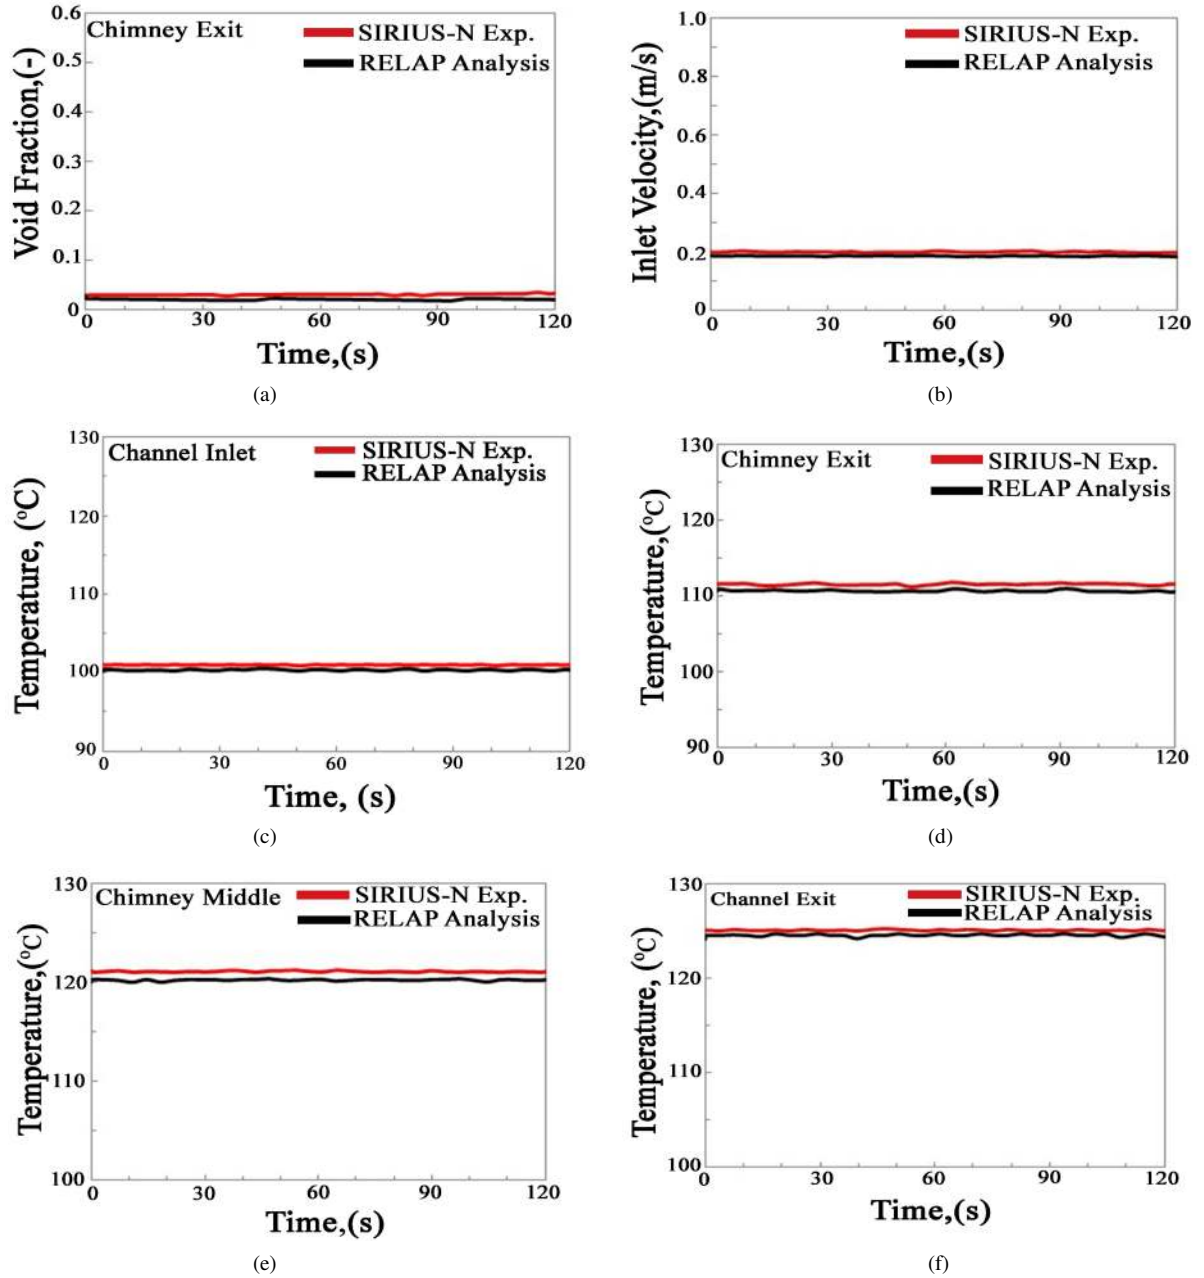 Chimney Exit
SIRIUS-N Exp.
RELAP Analysis
Void Fraction,(-)
0.6
0.5
0.4
0.3
0.2
0.1
0
0 30 60 90 120
Time,(s)
(a)
SIRIUS-N Exp.
RELAP Analysis
Inlet Velocity,(m/s)
1.0
0.8
0.6
0.4
0.2
0
0 30 60 90 120
Time,(s)
(b)
Channel Inlet
SIRIUS-N Exp.
RELAP Analysis
Temperature, (ºC)
130
120
110
100
90
0 30 60 90 120
Time, (s)
(c)
Chimney Exit
SIRIUS-N Exp.
RELAP Analysis
Temperature,(ºC)
130
120
110
100
90
0 30 60 90 120
Time,(s)
(d)
Chimney Middle
SIRIUS-N Exp.
RELAP Analysis
Temperature,(ºC)
130
120
110
100
0 30 60 90 120
Time,(s)
(e)
Channel Exit
SIRIUS-N Exp.
RELAP Analysis
Temperature, (ºC)
130
120
110
100
0 30 60 90 120
Time,(s)
(f)